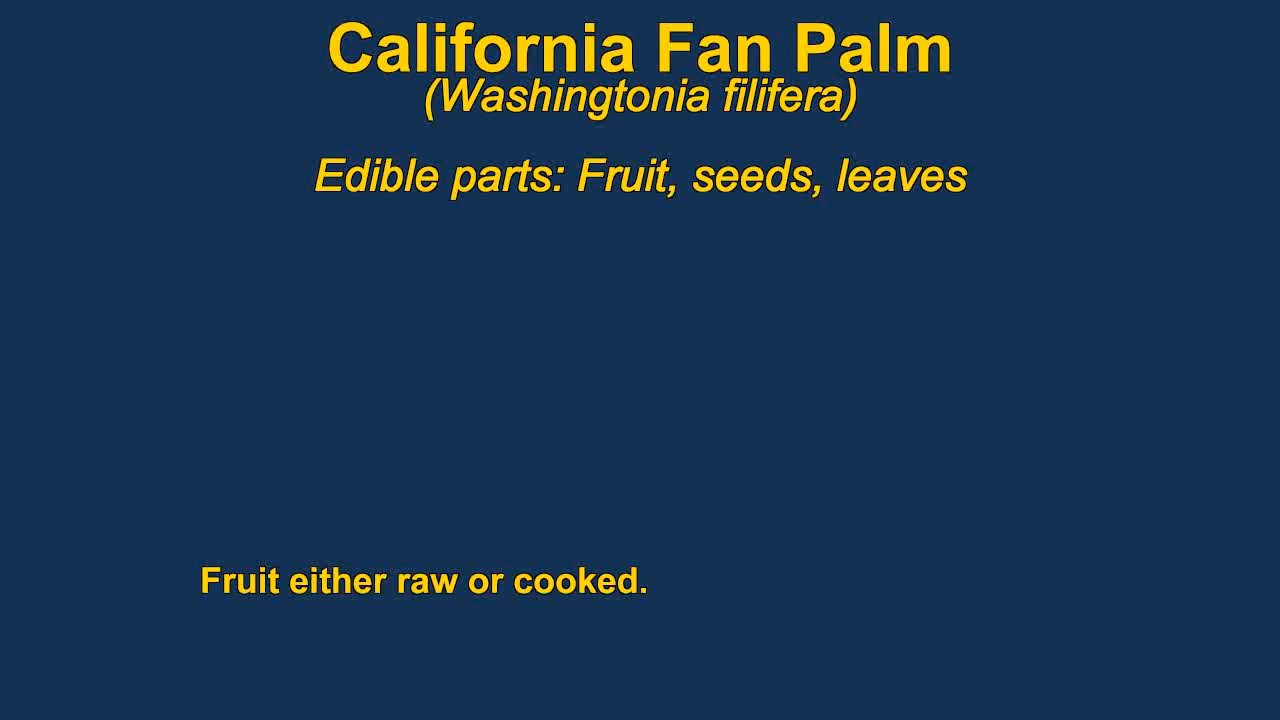 California Fan Palm
(Washingtonia filifera)
Edible parts: Fruit, seeds, leaves
Fruit either raw or cooked.